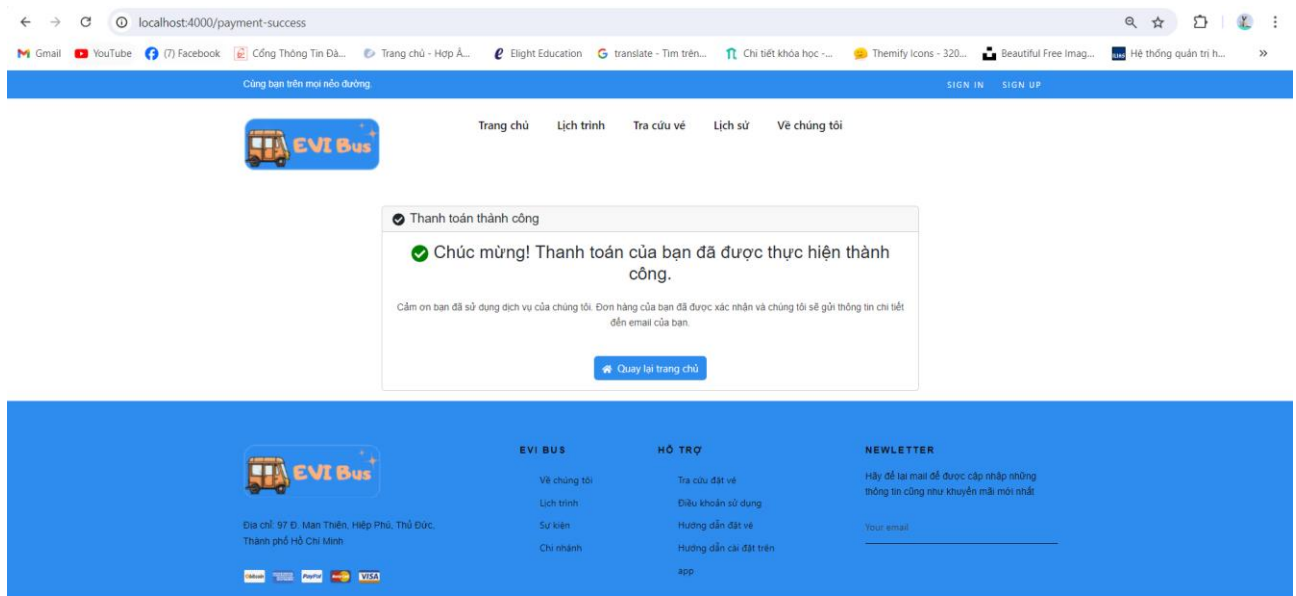 localhost:4000/payment-success
Gmail YouTube (7) Facebook Cổng Thông Tin Đà... Trang chủ - Hợp Â... Elight Education translate - Tìm trên... Chi tiết khóa học -... Themify Icons - 320... Beautiful Free Imag... Hệ thống quản trị h... »
Cùng bạn trên mọi nẻo đường. SIGN IN SIGN UP
EVI Bus Trang chủ Lịch trình Tra cứu vé Lịch sử Về chúng tôi
Thanh toán thành công
Chúc mừng! Thanh toán của bạn đã được thực hiện thành
công.
Cảm ơn bạn đã sử dụng dịch vụ của chúng tôi. Đơn hàng của bạn đã được xác nhận và chúng tôi sẽ gửi thông tin chi tiết
đến email của bạn.
Quay lại trang chủ
EVI Bus
Địa chỉ: 97 Đ. Man Thiện, Hiệp Phú, Thủ Đức,
Thành phố Hồ Chí Minh
PayPal VISA
EVI BUS
Về chúng tôi
Lịch trình
Sự kiện
Chi nhánh
HỖ TRỢ
Tra cứu đặt vé
Điều khoản sử dụng
Hướng dẫn đặt vé
Hướng dẫn cài đặt trên
app
NEWLETTER
Hãy để lại mail để được cập nhập những
thông tin cũng như khuyến mãi mới nhất
Your email